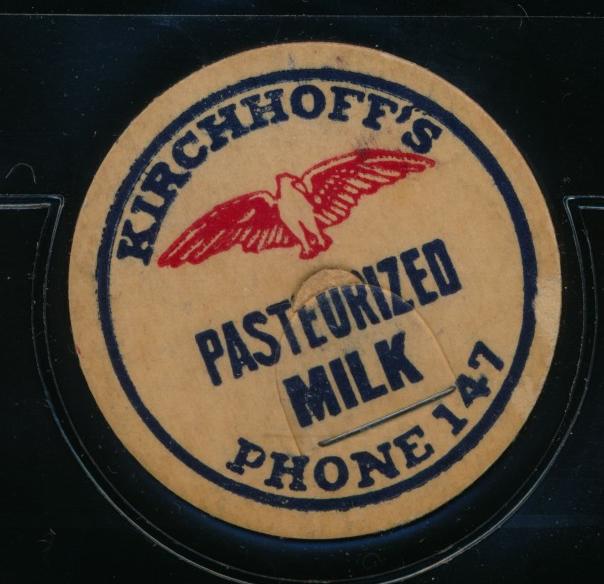 KIRCHHOFF'S
PASTEURIZED
MILK
PHONE 147